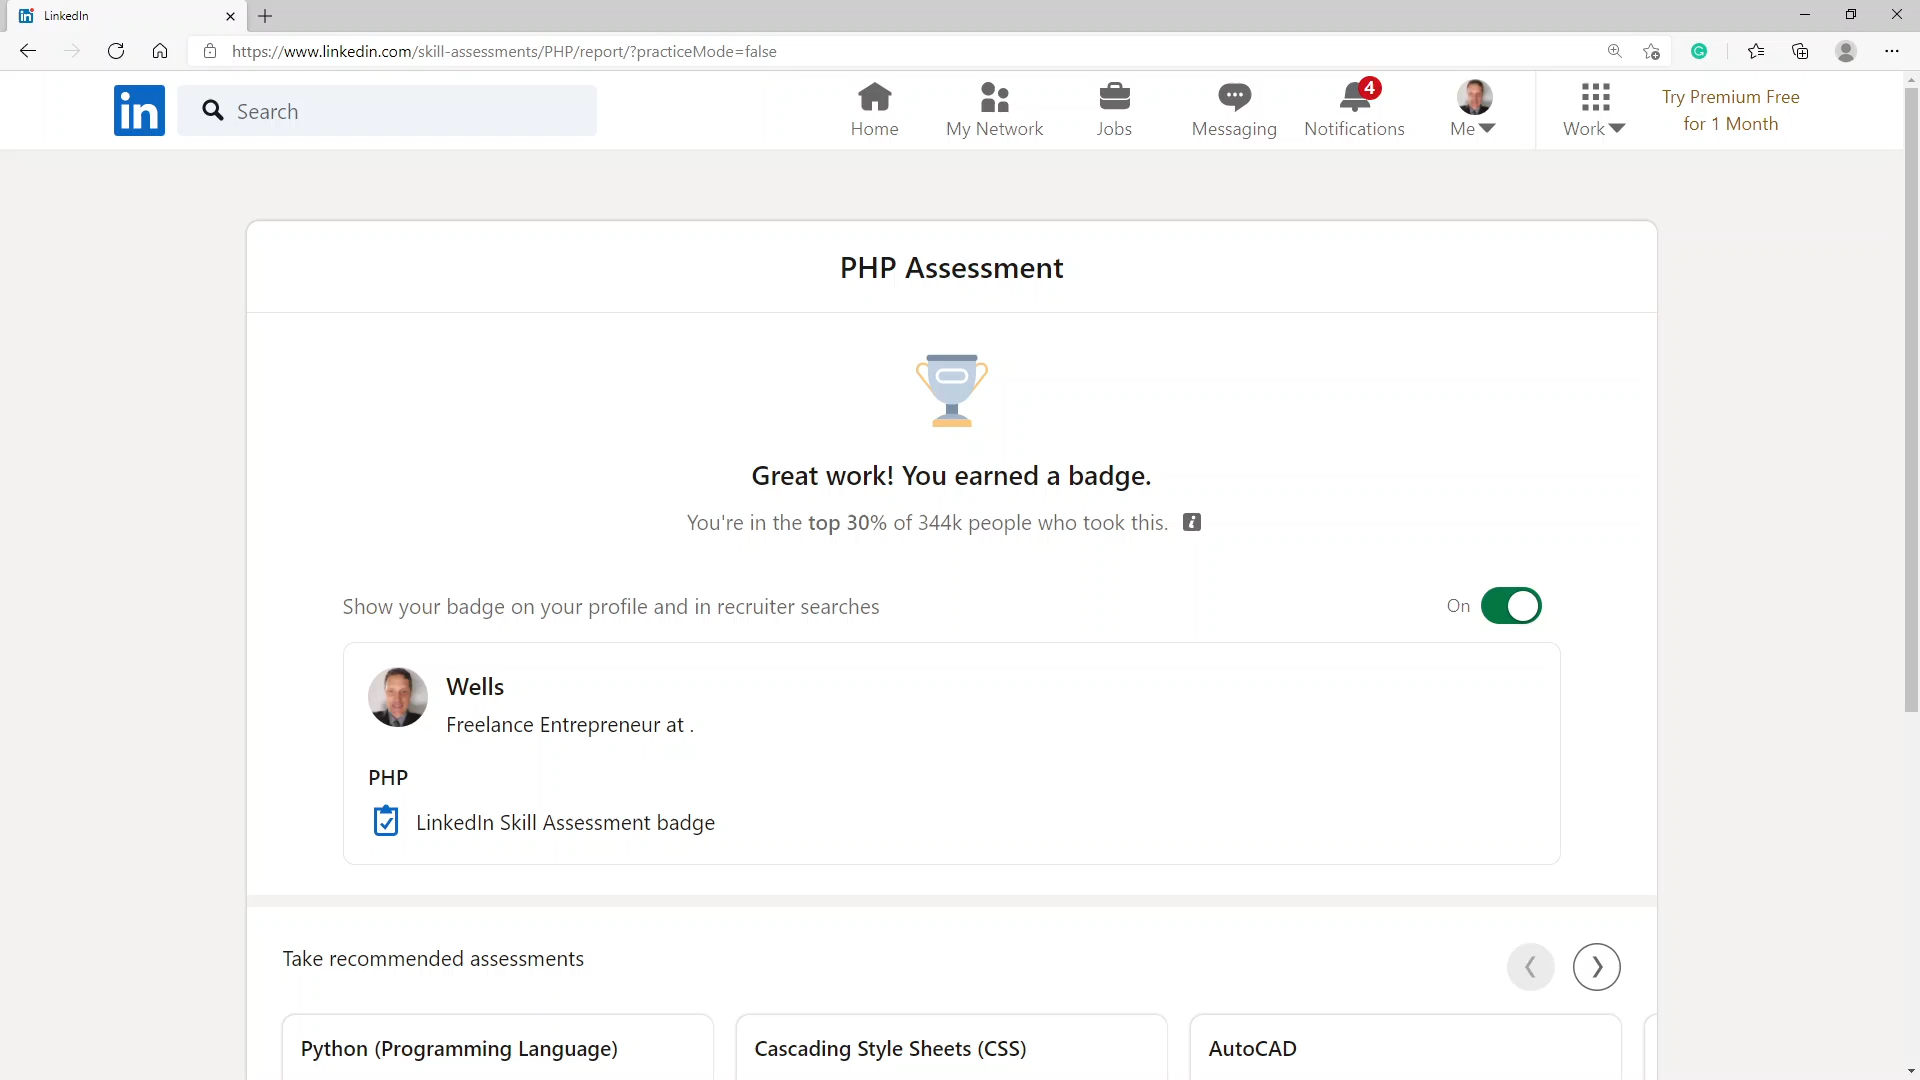 LinkedIn
https://www.linkedin.com/skill-assessments/PHP/report/?practiceMode=false
in
Search
Home
My Network
Jobs
Messaging
4
Notifications
Me
Work
Try Premium Free
for 1 Month
PHP Assessment
Great work! You earned a badge.
You're in the top 30% of 344k people who took this.
Show your badge on your profile and in recruiter searches
On
Wells
Freelance Entrepreneur at .
PHP
LinkedIn Skill Assessment badge
Take recommended assessments
Python (Programming Language)
Cascading Style Sheets (CSS)
AutoCAD